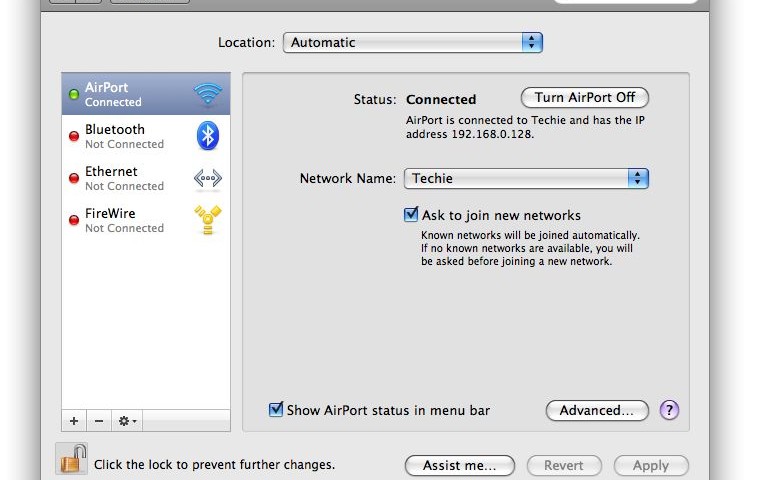 Location: Automatic
AirPort
Connected
Bluetooth
Not Connected
Ethernet
Not Connected
FireWire
Not Connected
Status: Connected Turn AirPort Off
AirPort is connected to Techie and has the IP
address 192.168.0.128.
Network Name: Techie
Ask to join new networks
Known networks will be joined automatically.
If no known networks are available, you will
be asked before joining a new network.
Show AirPort status in menu bar Advanced... ?
Click the lock to prevent further changes.
Assist me... Revert Apply